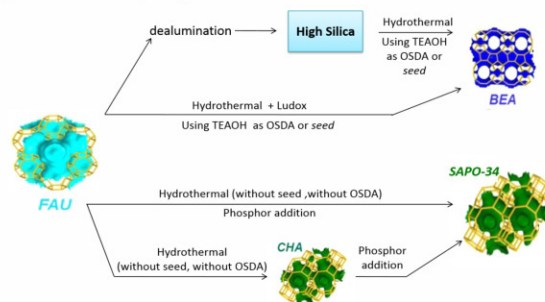 dealumination
High Silica
Hydrothermal
Using TEAOH
as OSDA or
seed
BEA
Hydrothermal + Ludox
Using TEAOH as OSDA or seed
FAU
Hydrothermal (without seed ,without OSDA)
Phosphor addition
SAPO-34
Hydrothermal
(without seed, without OSDA)
CHA
Phosphor
addition